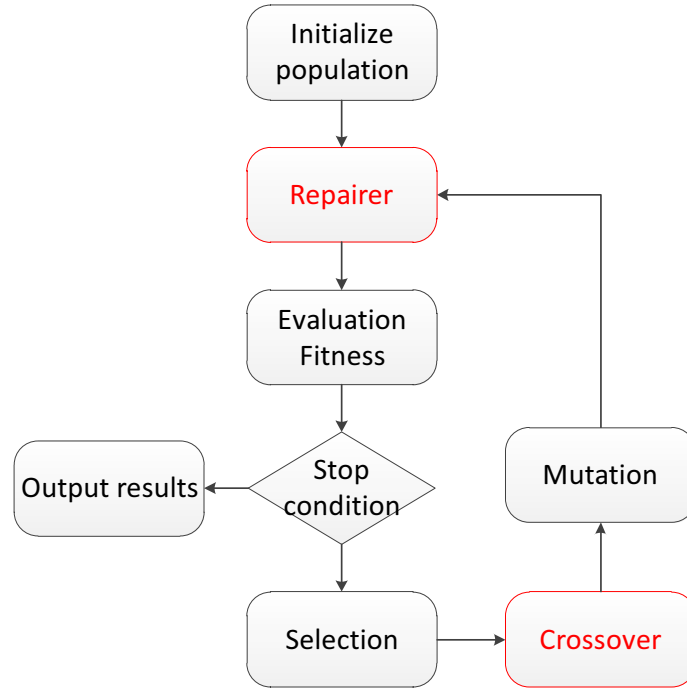 Initialize
population
Repairer
Evaluation
Fitness
Stop
condition
Output results
Mutation
Selection
Crossover